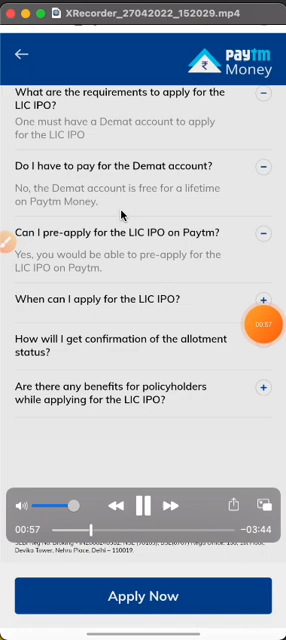 XRecorder_27042022_152029.mp4
paytm
Money
What are the requirements to apply for the
LIC IPO?
One must have a Demat account to apply
for the LIC IPO
Do I have to pay for the Demat account?
No, the Demat account is free for a lifetime
on Paytm Money.
Can I pre-apply for the LIC IPO on Paytm?
Yes, you would be able to pre-apply for the
LIC IPO on Paytm.
When can I apply for the LIC IPO?
00:57
How will I get confirmation of the allotment
status?
Are there any benefits for policyholders
while applying for the LIC IPO?
00:57
-03:44
Devika Tower, Nehru Place, Delhi - 110019.
Apply Now